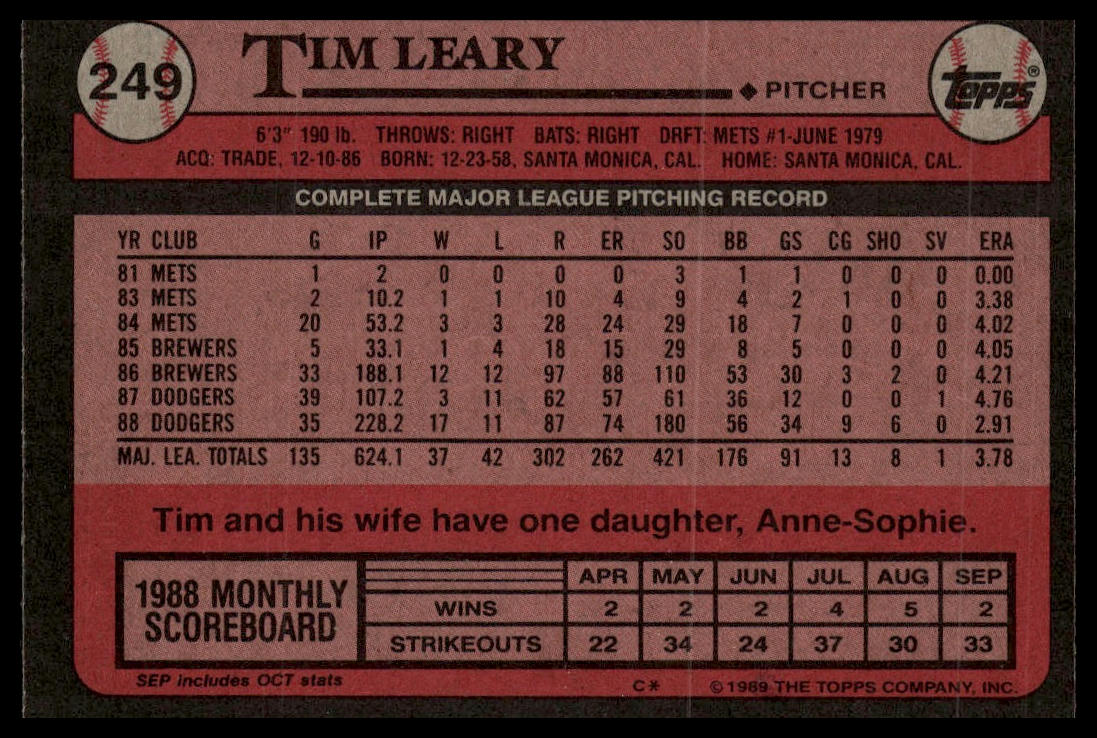 249
TIM LEARY
◆ PITCHER
TOPPS®
6'3" 190 lb. THROWS: RIGHT BATS: RIGHT DRFT: METS #1-JUNE 1979
ACQ: TRADE, 12-10-86 BORN: 12-23-58, SANTA MONICA, CAL. HOME: SANTA MONICA, CAL.
COMPLETE MAJOR LEAGUE PITCHING RECORD
YR CLUB G IP W L R ER SO BB GS CG SHO SV ERA
81 METS 1 2 0 0 0 0 3 1 1 0 0 0 0.00
83 METS 2 10.2 1 1 10 4 9 4 2 1 0 0 3.38
84 METS 20 53.2 3 3 28 24 29 18 7 0 0 0 4.02
85 BREWERS 5 33.1 1 4 18 15 29 8 5 0 0 0 4.05
86 BREWERS 33 188.1 12 12 97 88 110 53 30 3 2 0 4.21
87 DODGERS 39 107.2 3 11 62 57 61 36 12 0 0 1 4.76
88 DODGERS 35 228.2 17 11 87 74 180 56 34 9 6 0 2.91
MAJ. LEA. TOTALS 135 624.1 37 42 302 262 421 176 91 13 8 1 3.78
Tim and his wife have one daughter, Anne-Sophie.
1988 MONTHLY
SCOREBOARD
APR MAY JUN JUL AUG SEP
WINS 2 2 2 4 5 2
STRIKEOUTS 22 34 24 37 30 33
SEP includes OCT stats
C* ©1989 THE TOPPS COMPANY, INC.